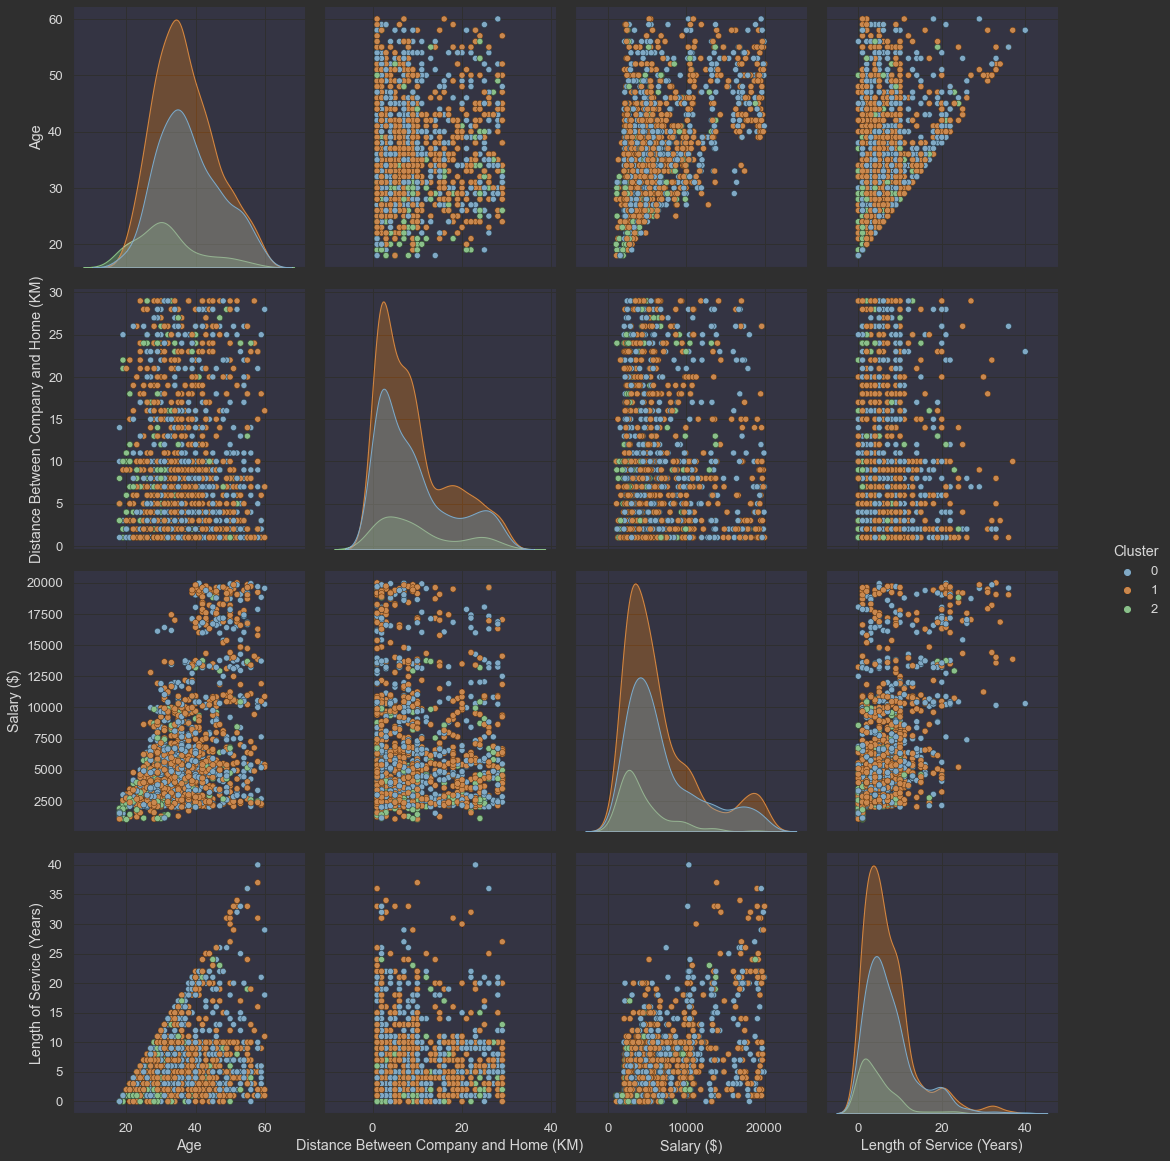 60
50
40
30
20
Age
30
25
20
15
10
5
0
Distance Between Company and Home (KM)
20000
17500
15000
12500
10000
7500
5000
2500
Salary ($)
40
35
30
25
20
15
10
5
0
Length of Service (Years)
20 40 60
Age
0 20 40
Distance Between Company and Home (KM)
0 10000 20000
Salary ($)
0 20 40
Length of Service (Years)
Cluster
0
1
2